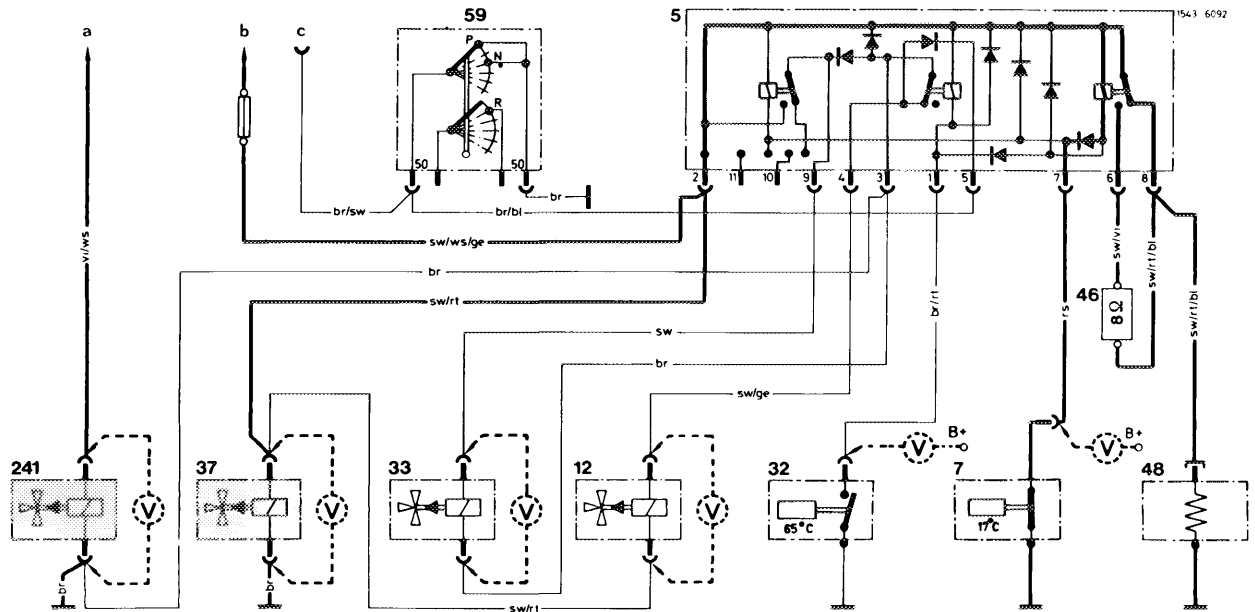 a
b
c
59
5
1543 6092
P
N
R
50
50
2
11
10
9
4
3
1
5
7
6
8
br/sw
br/bl
br
sw/ws/ge
vi/ws
br
sw/rt
sw
br
sw/ge
br/rt
rs
sw/vi
46
8Ω
sw/rt/bl
sw/rt/bl
241
V
37
V
33
V
12
V
32
V
B+
65°C
7
V
B+
17°C
48
br
br
sw/rt